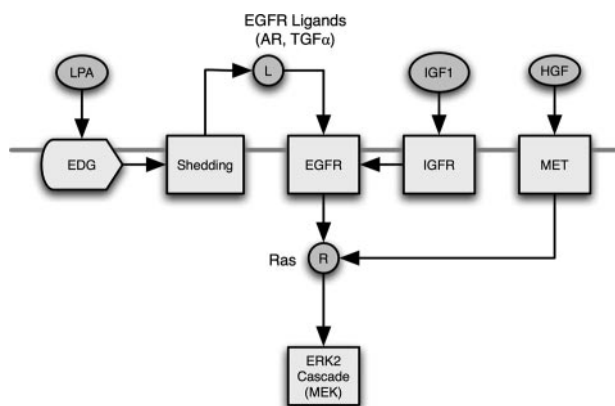 EGFR Ligands
(AR, TGFα)
LPA
L
IGF1
HGF
EDG
Shedding
EGFR
IGFR
MET
Ras
R
ERK2
Cascade
(MEK)